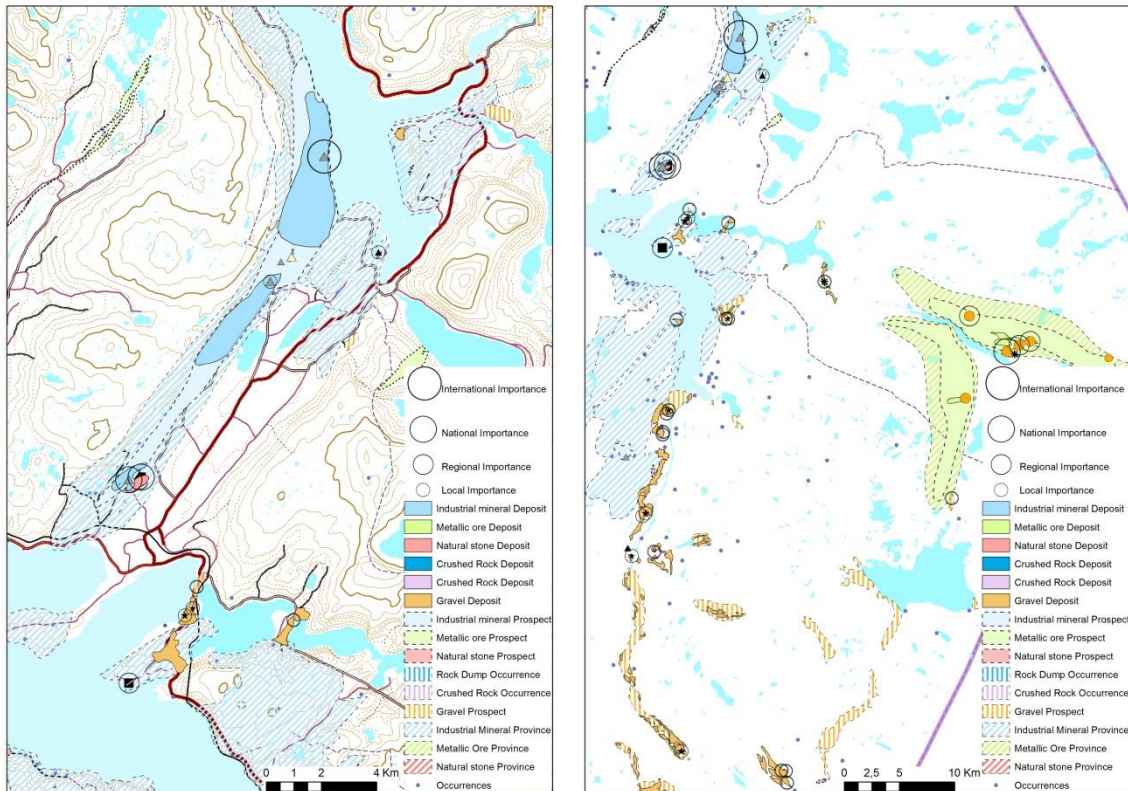 International Importance
National Importance
Regional Importance
Local Importance
Industrial mineral Deposit
Metallic ore Deposit
Natural stone Deposit
Crushed Rock Deposit
Crushed Rock Deposit
Gravel Deposit
Industrial mineral Prospect
Metallic ore Prospect
Natural stone Prospect
Rock Dump Occurrence
Crushed Rock Occurrence
Gravel Prospect
Industrial Mineral Province
Metallic Ore Province
Natural stone Province
Occurrences
0 1 2 4 Km
International Importance
National Importance
Regional Importance
Local Importance
Industrial mineral Deposit
Metallic ore Deposit
Natural stone Deposit
Crushed Rock Deposit
Crushed Rock Deposit
Gravel Deposit
Industrial mineral Prospect
Metallic ore Prospect
Natural stone Prospect
Rock Dump Occurrence
Crushed Rock Occurrence
Gravel Prospect
Industrial Mineral Province
Metallic Ore Province
Natural stone Province
Occurrences
0 2,5 5 10 Km